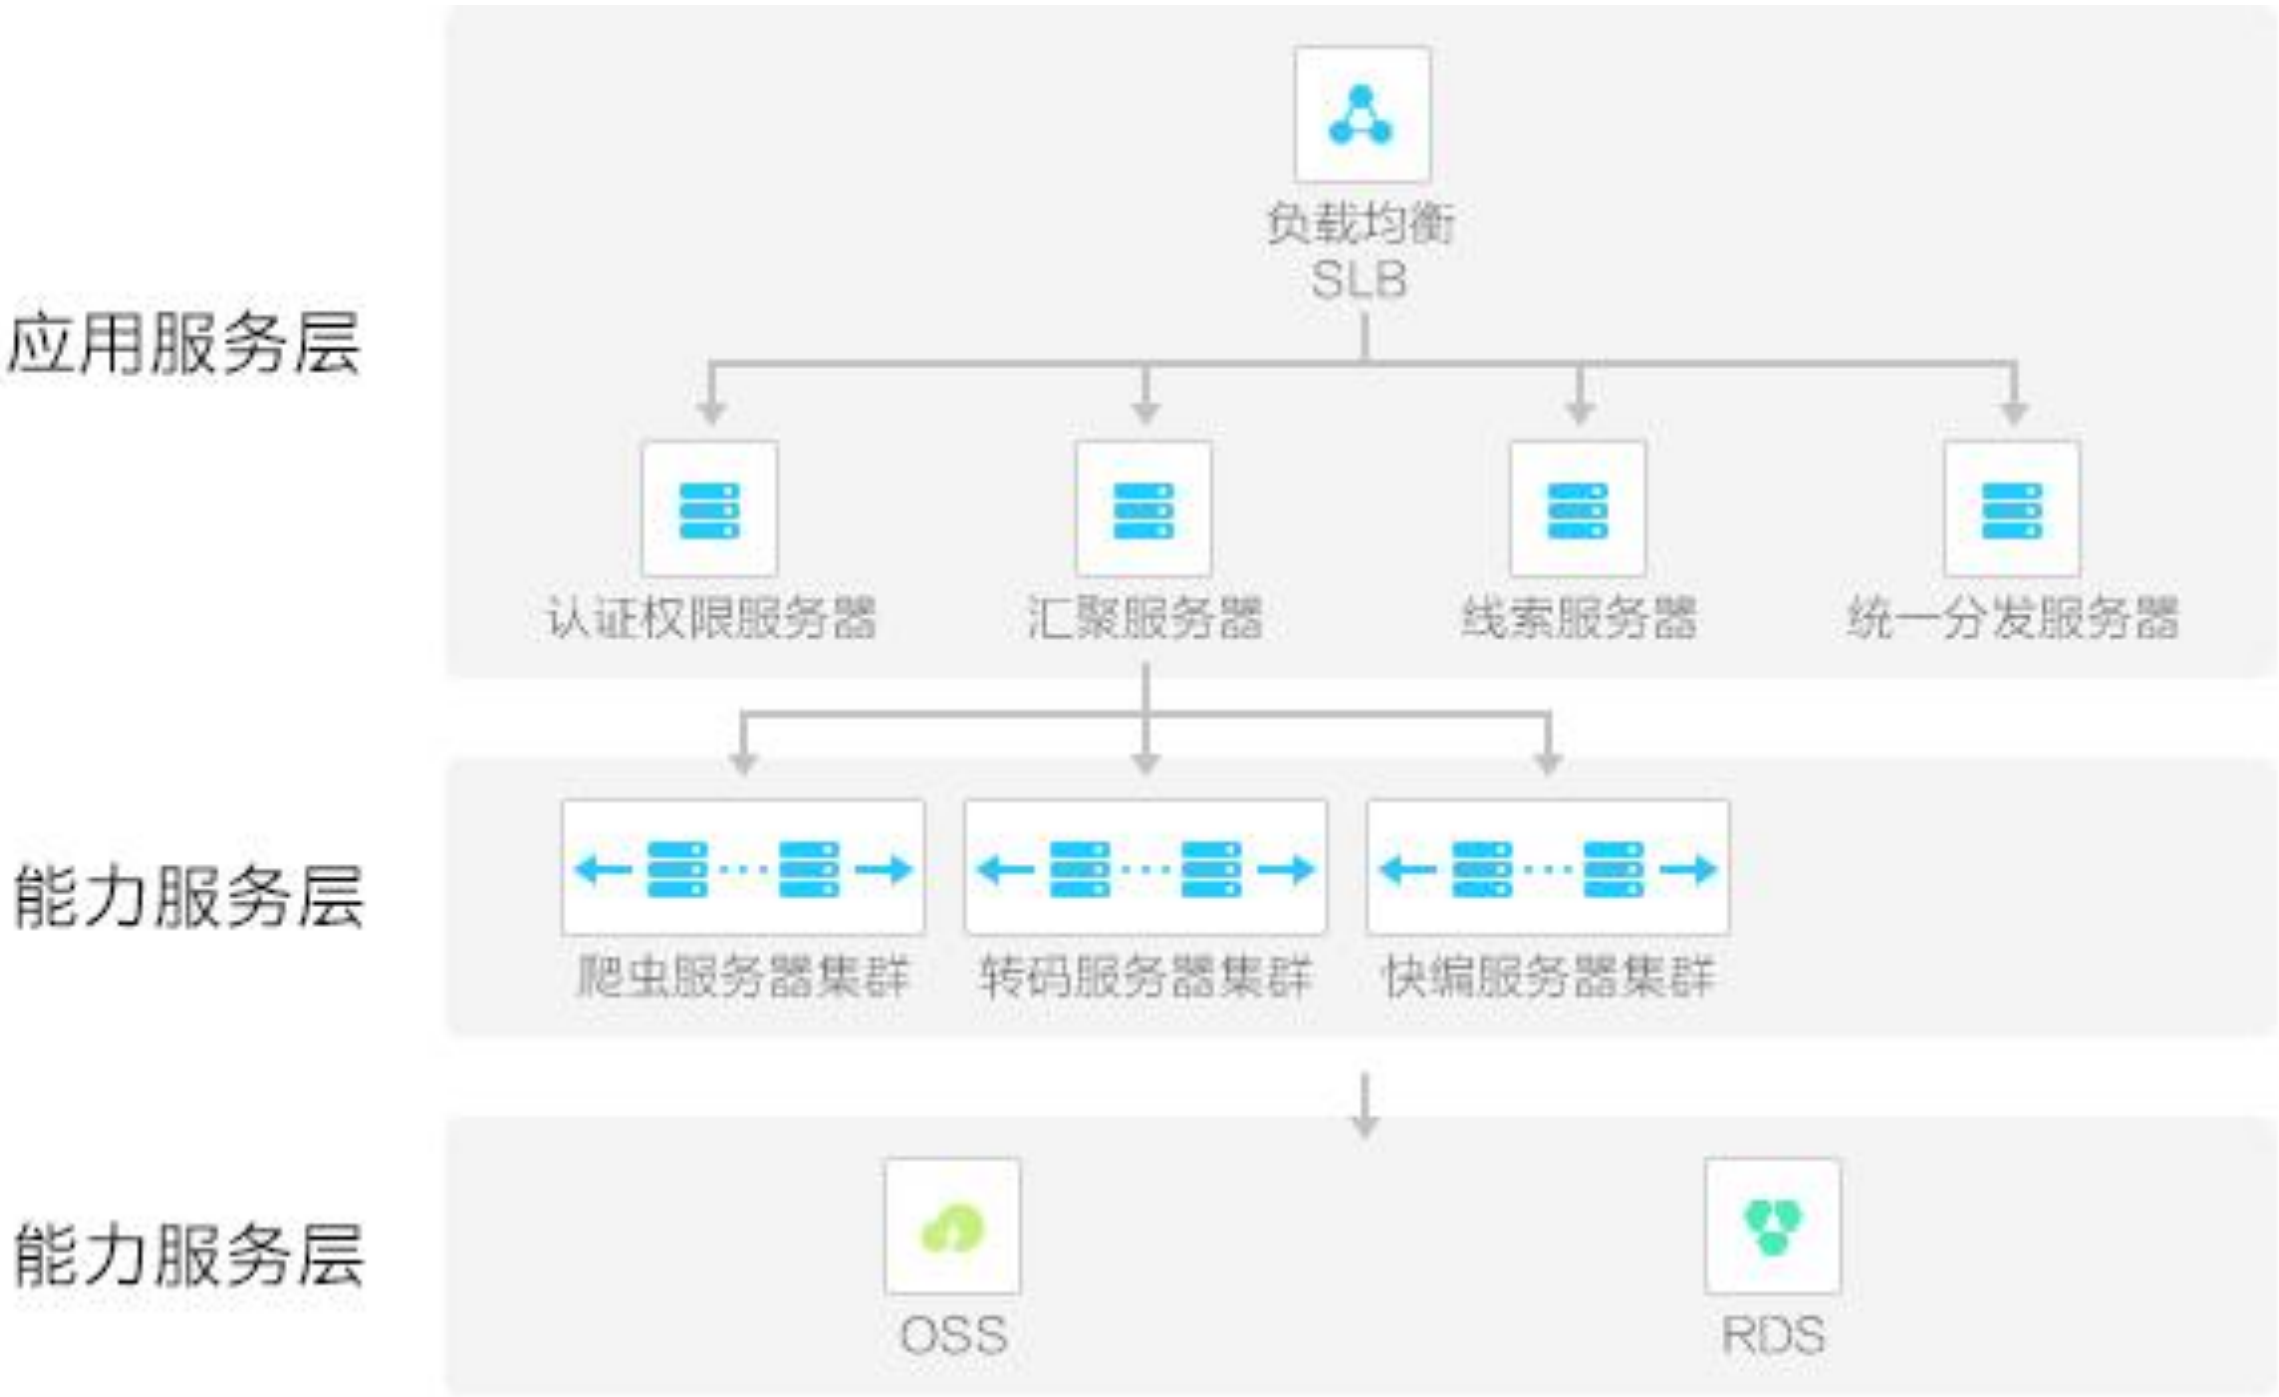 负载均衡
SLB
应用服务层
认证权限服务器
汇聚服务器
线索服务器
统一分发服务器
能力服务层
爬虫服务器集群
转码服务器集群
快编服务器集群
能力服务层
OSS
RDS